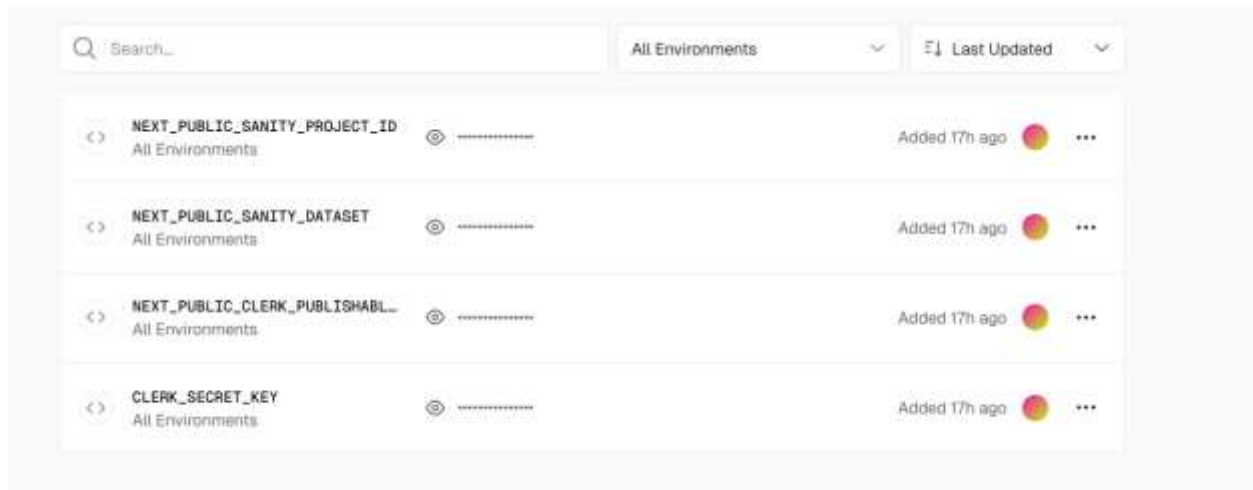 Search...
All Environments
Last Updated
NEXT_PUBLIC_SANITY_PROJECT_ID
All Environments
Added 17h ago
NEXT_PUBLIC_SANITY_DATASET
All Environments
Added 17h ago
NEXT_PUBLIC_CLERK_PUBLISHABL...
All Environments
Added 17h ago
CLERK_SECRET_KEY
All Environments
Added 17h ago